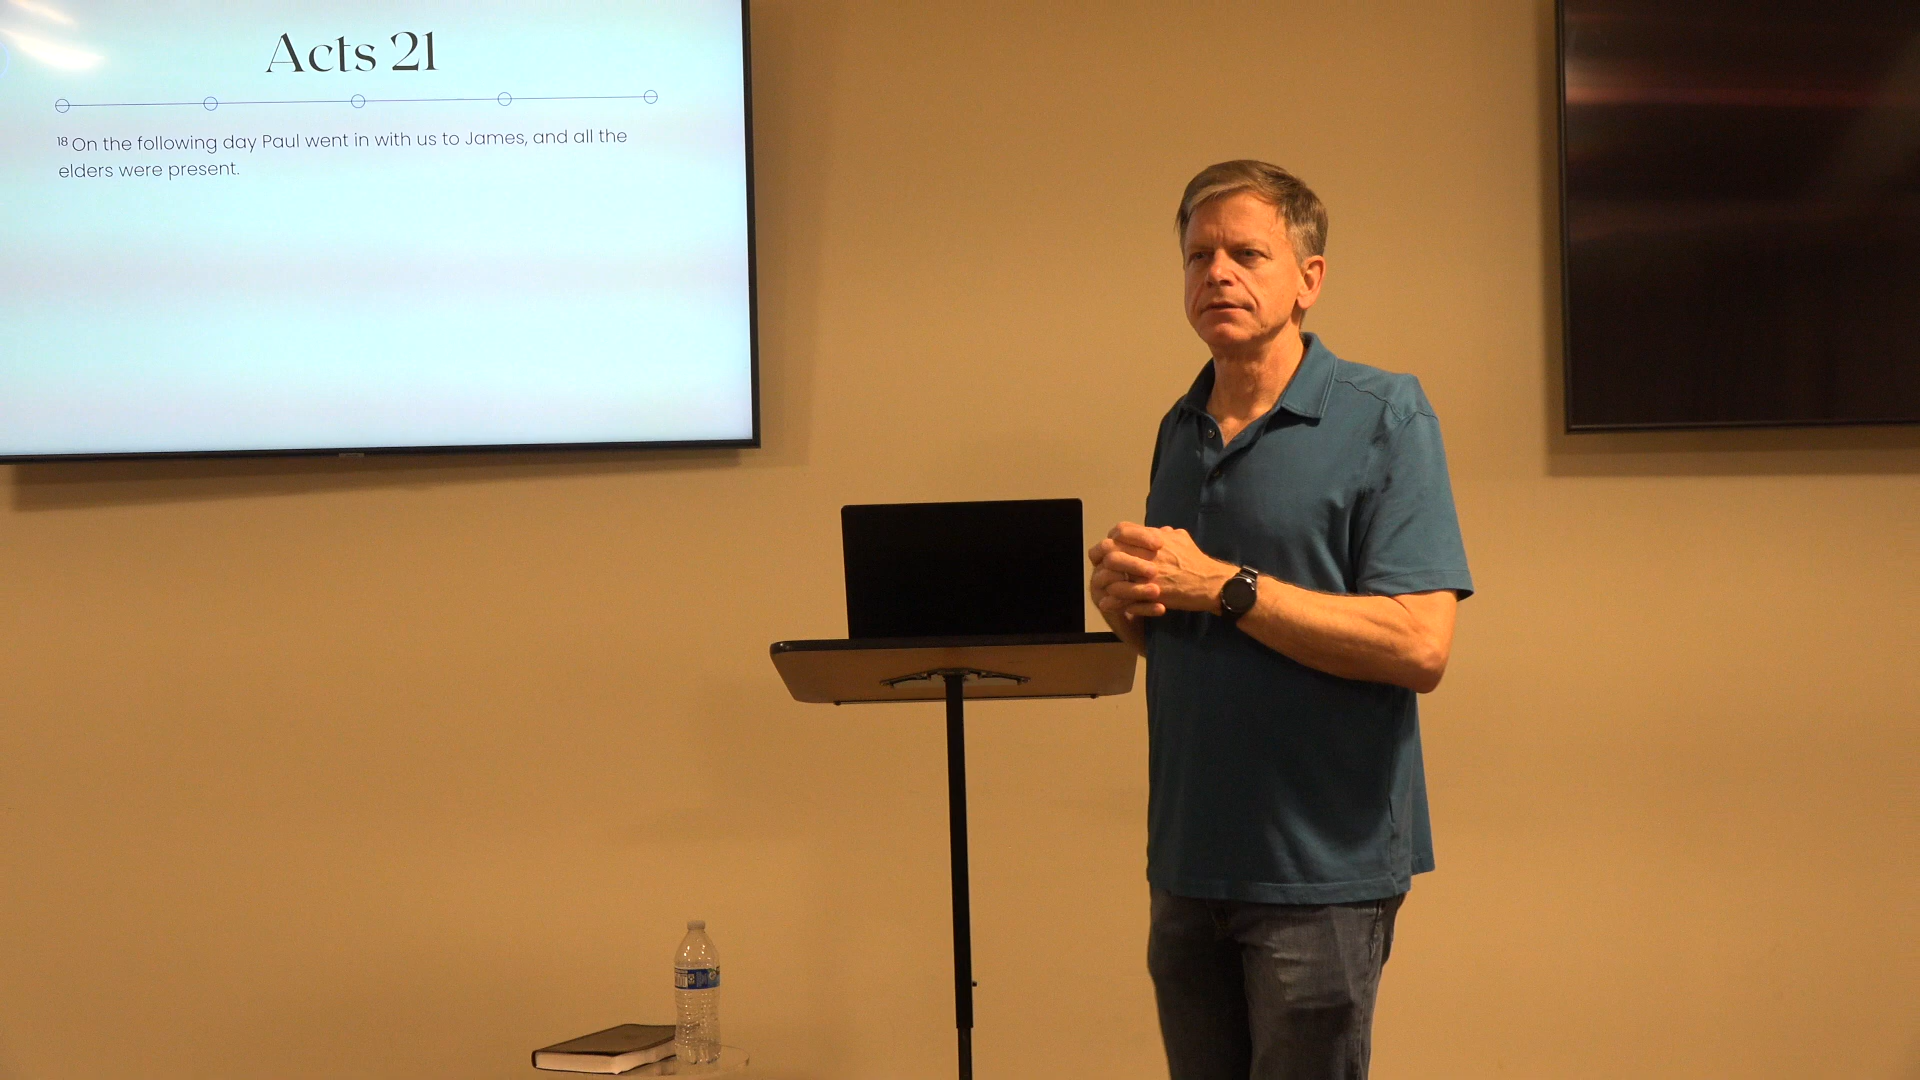 Acts 21
18 On the following day Paul went in with us to James, and all the
elders were present.